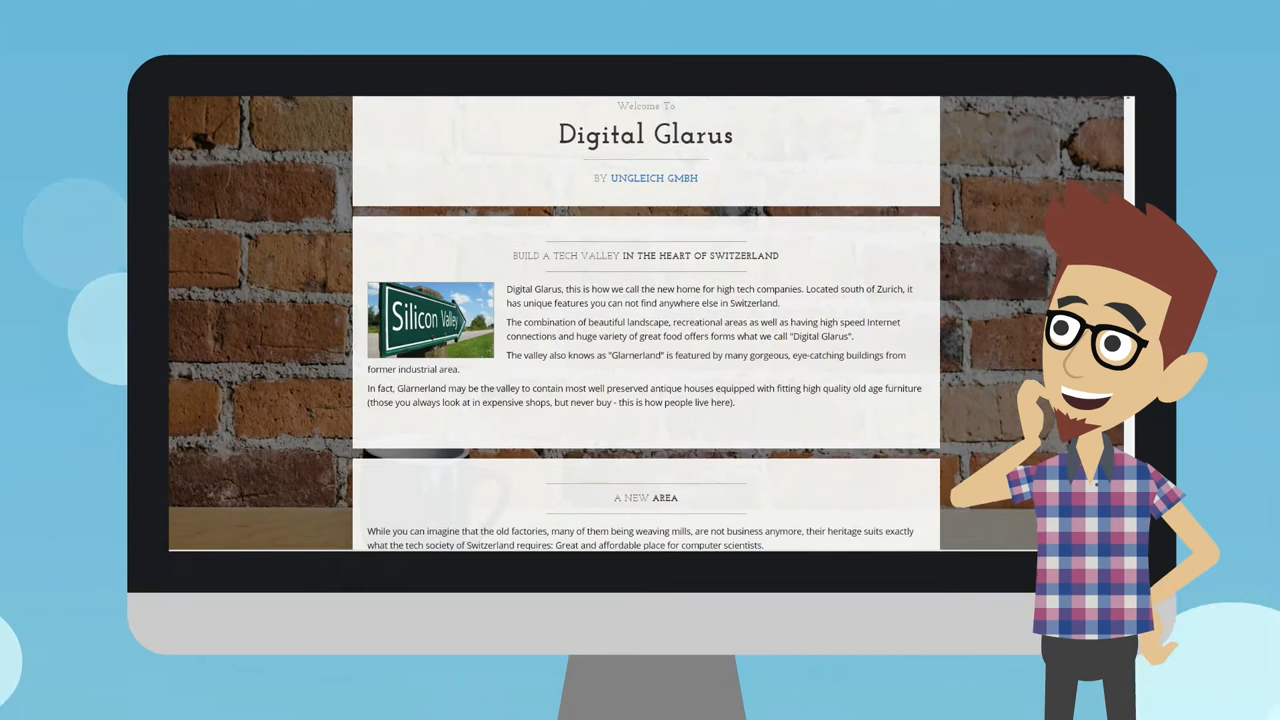 Welcome To
Digital Glarus
BY UNGLEICH GMBH
BUILD A TECH VALLEY IN THE HEART OF SWITZERLAND
Silicon Valley
Digital Glarus, this is how we call the new home for high tech companies. Located south of Zurich, it
has unique features you can not find anywhere else in Switzerland.
The combination of beautiful landscape, recreational areas as well as having high speed Internet
connections and huge variety of great food offers forms what we call "Digital Glarus".
The valley also knows as "Glarnerland" is featured by many gorgeous, eye-catching buildings from
former industrial area.
In fact, Glarnerland may be the valley to contain most well preserved antique houses equipped with fitting high quality old age furniture
(those you always look at in expensive shops, but never buy - this is how people live here).
A NEW AREA
While you can imagine that the old factories, many of them being weaving mills, are not business anymore, their heritage suits exactly
what the tech society of Switzerland requires: Great and affordable place for computer scientists.